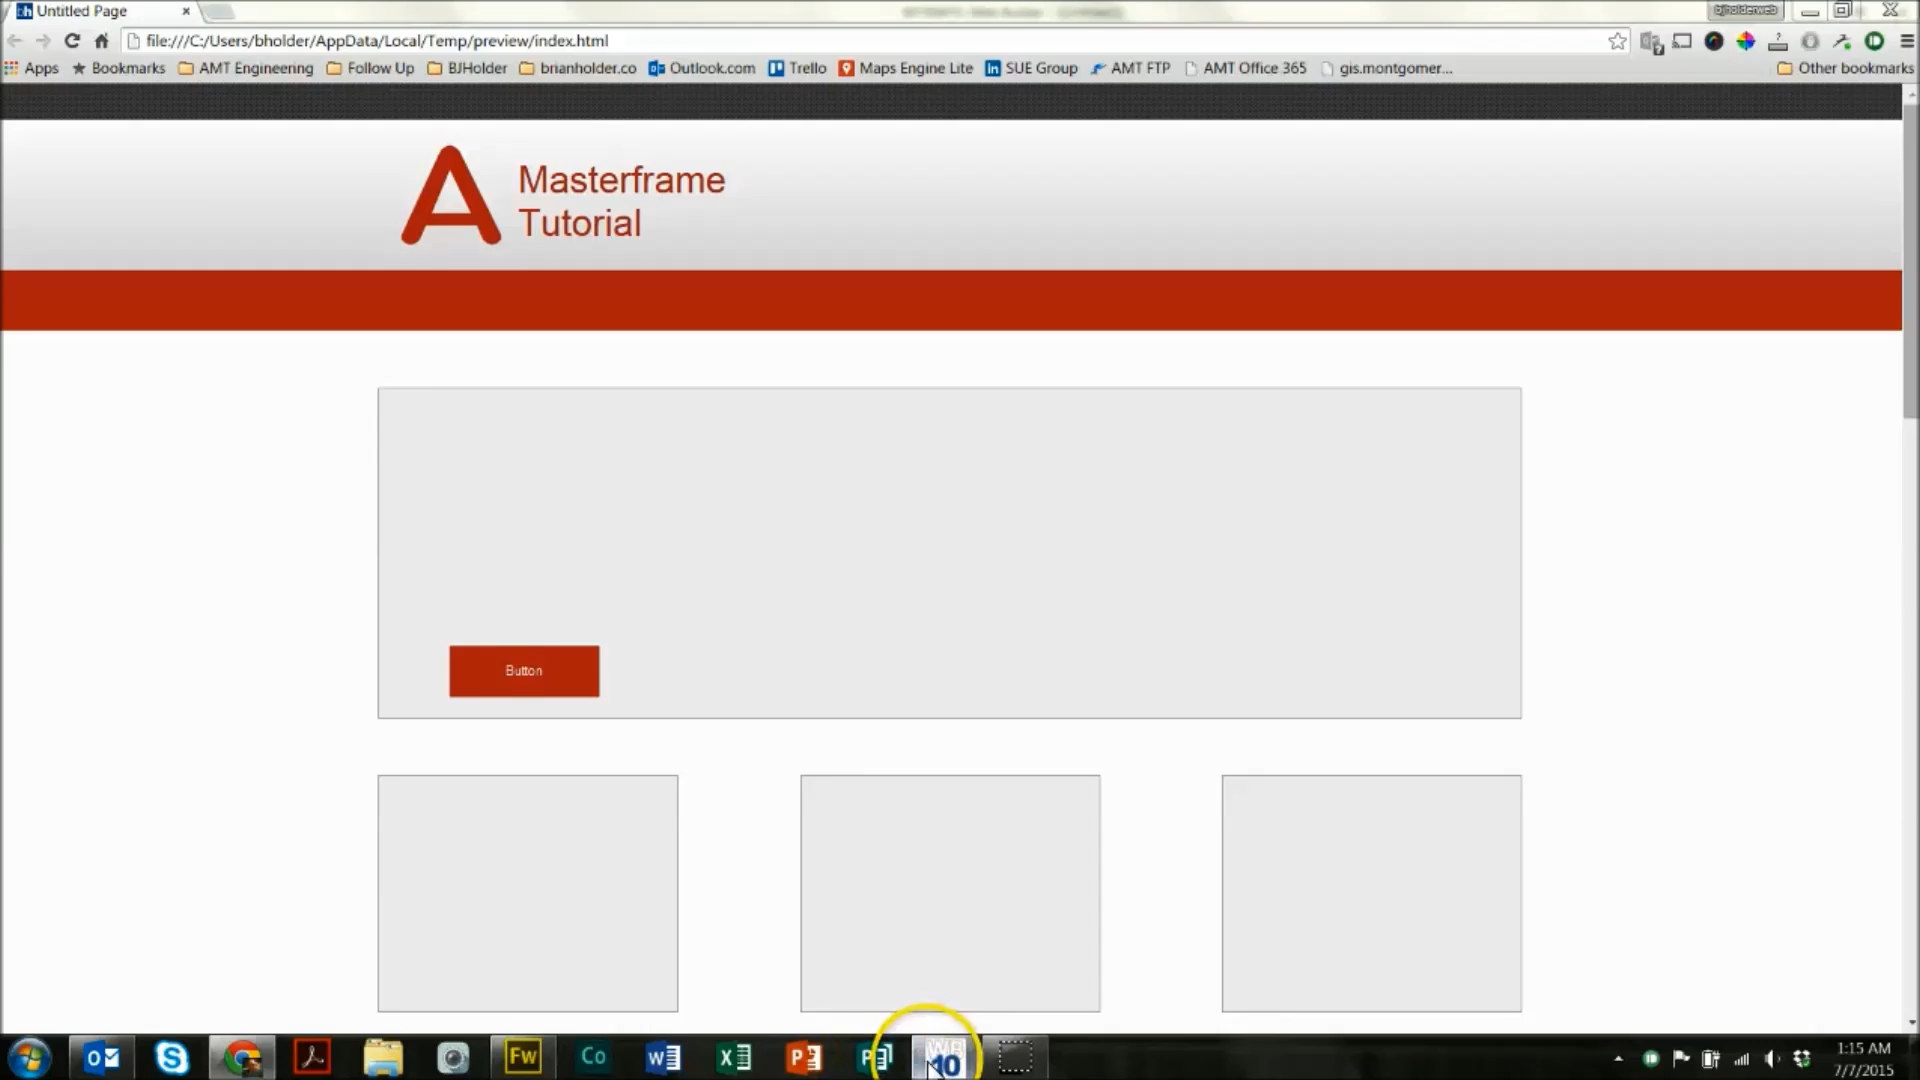 Untitled Page
bjholderweb
file:///C:/Users/bholder/AppData/Local/Temp/preview/index.html
Apps Bookmarks AMT Engineering Follow Up BJHolder brianholder.co Outlook.com Trello Maps Engine Lite SUE Group AMT FTP AMT Office 365 gis.montgomer... Other bookmarks
A Masterframe
Tutorial
Button
Fw Co 10
1:15 AM
7/7/2015